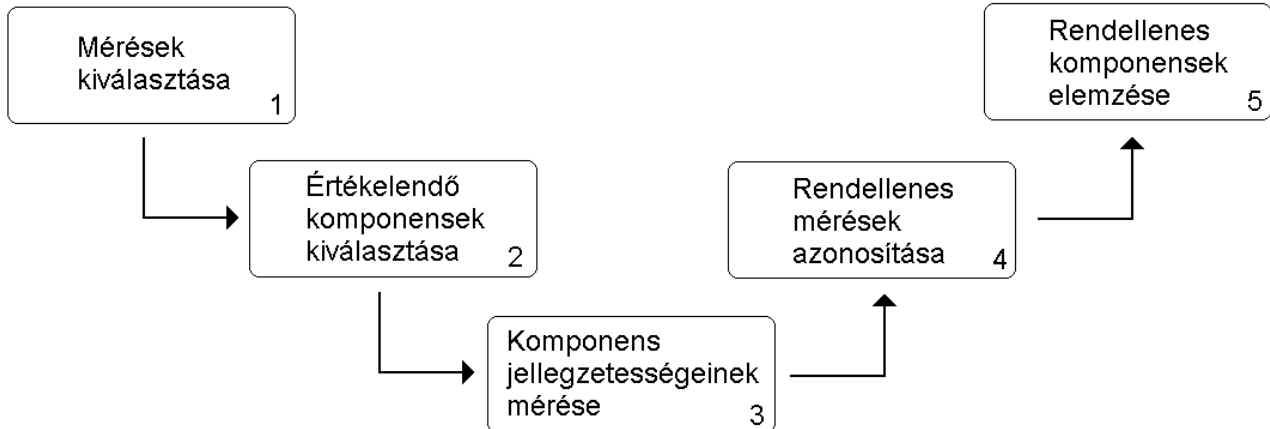 Mérések
kiválasztása
1
Értékelendő
komponensek
kiválasztása
2
Komponens
jellegzetességeinek
mérése
3
Rendellenes
mérések
azonosítása
4
Rendellenes
komponensek
elemzése
5